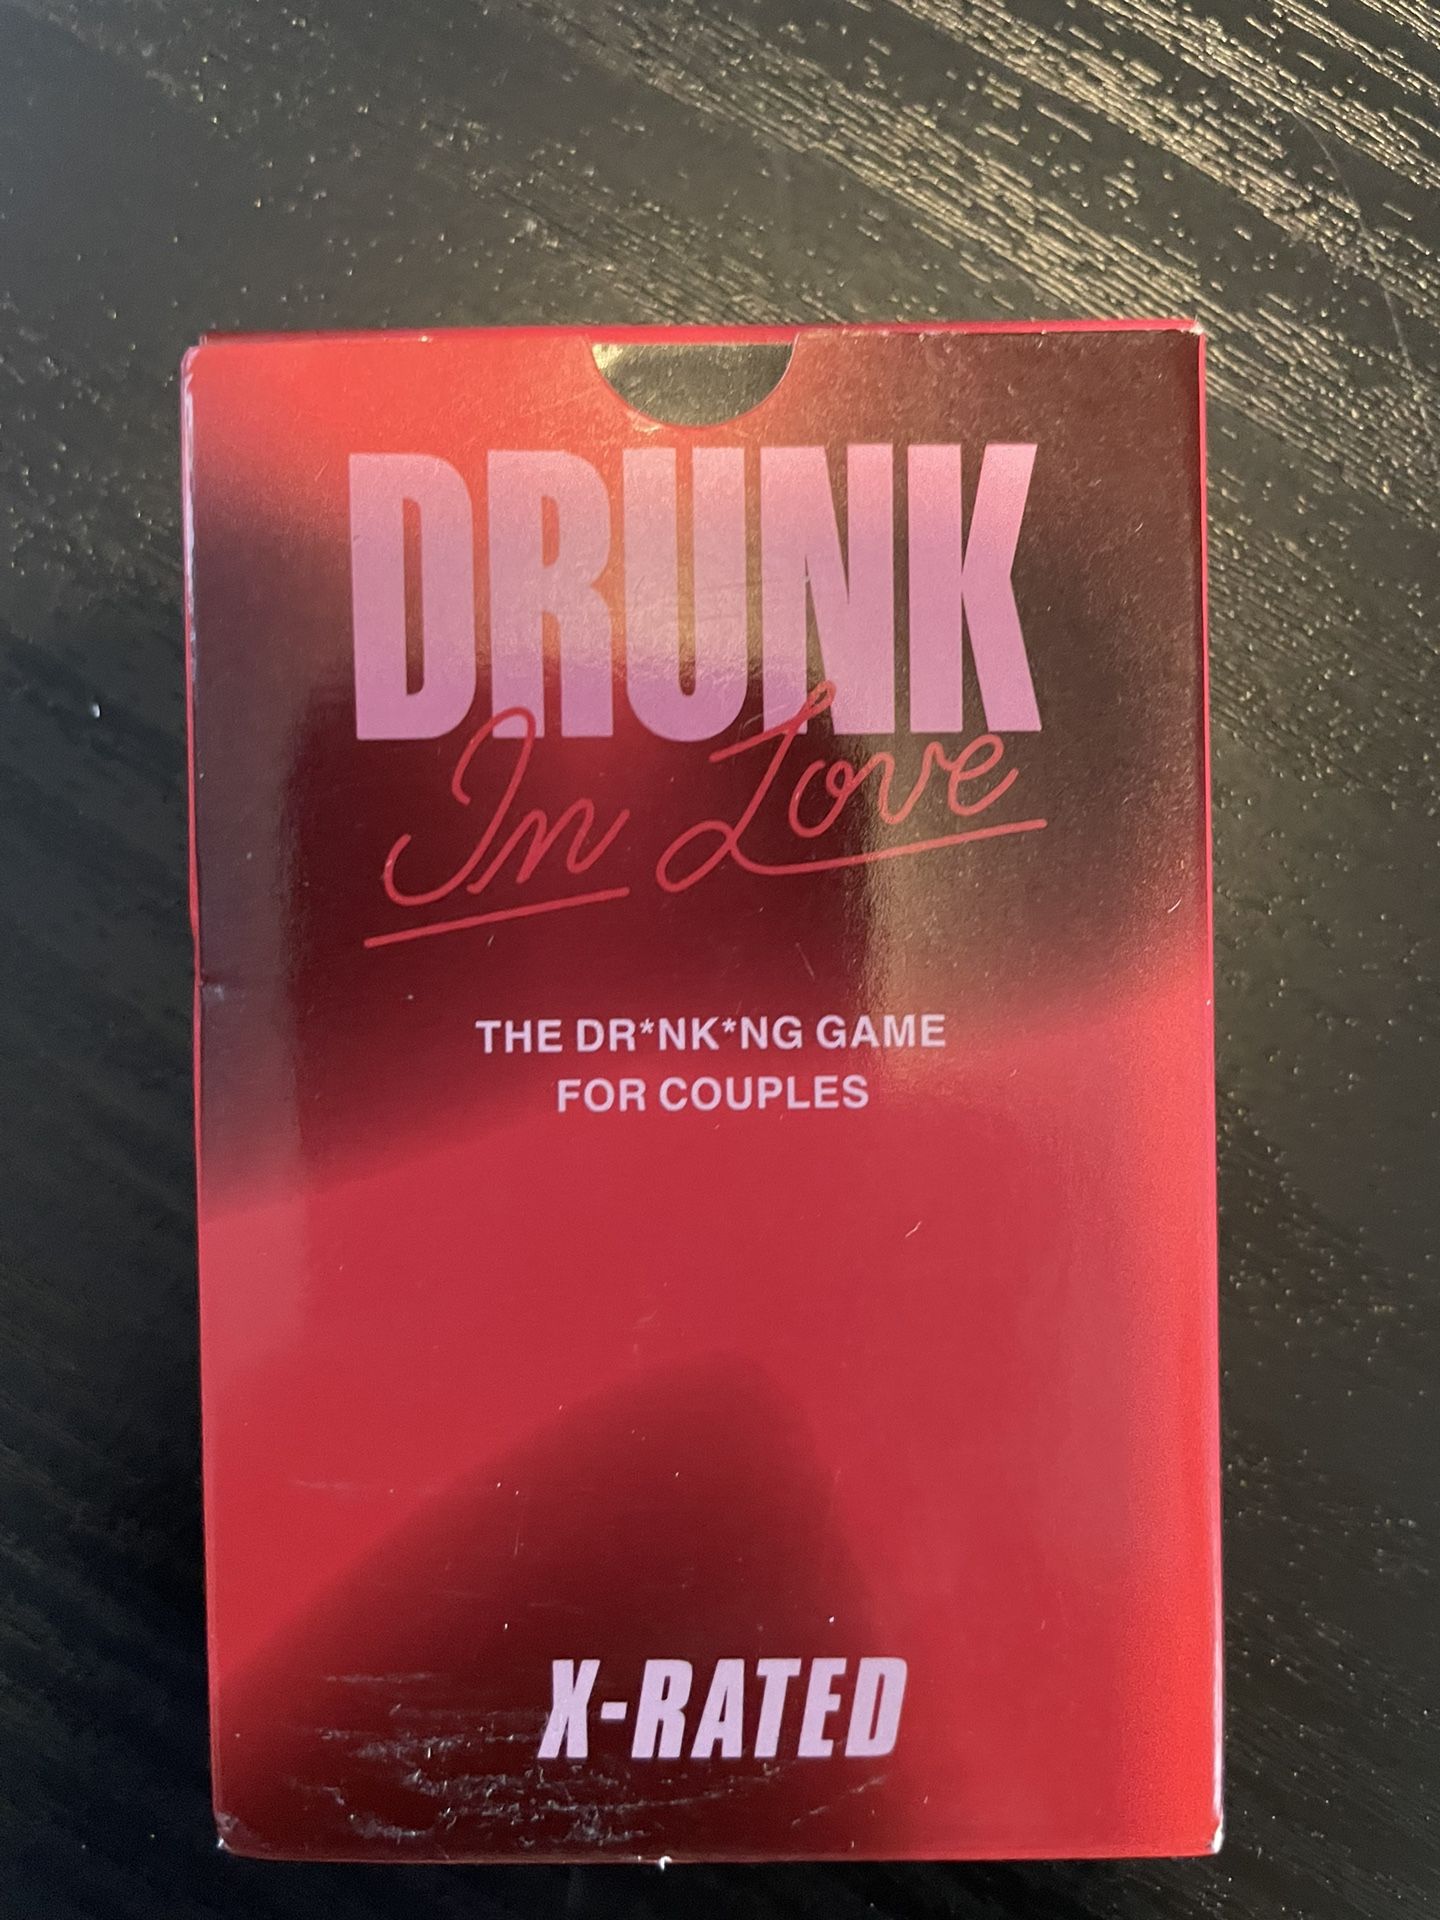 DRUNK
In Love
THE DR*NK*NG GAME
FOR COUPLES
X-RATED